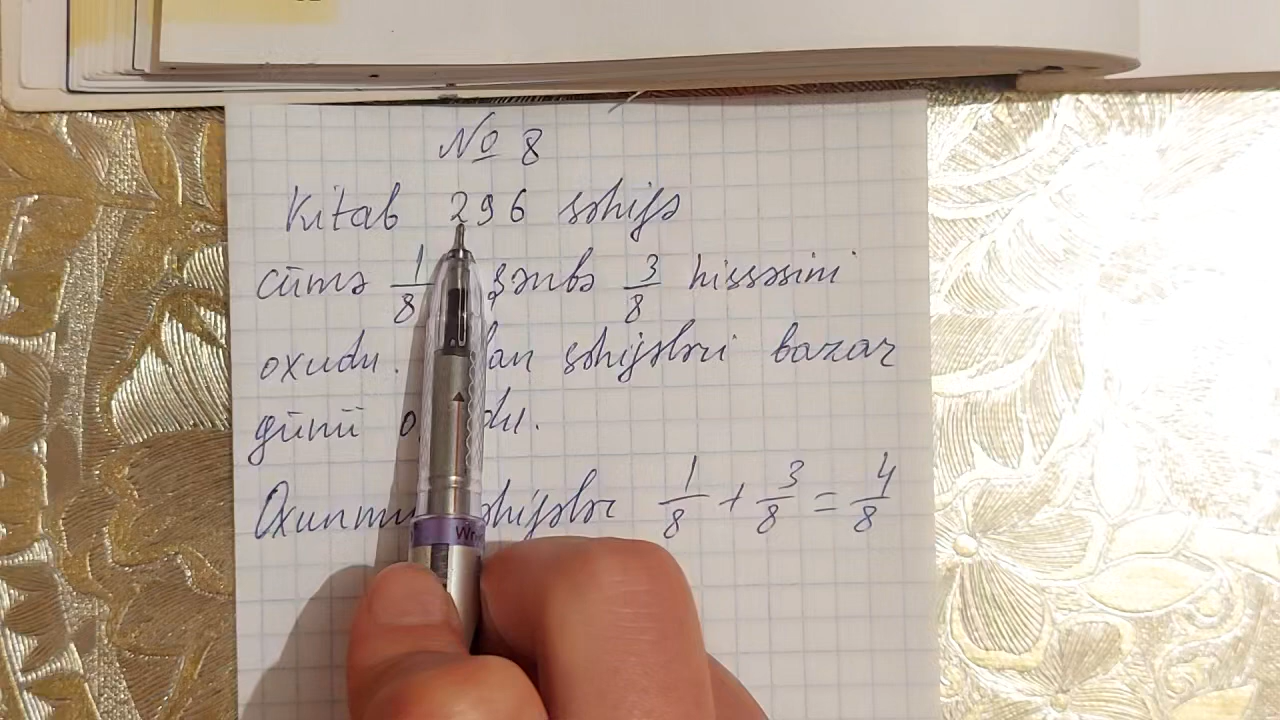 № 8
Kitab 296 səhifə
cümə 1/8 şənbə 3/8 hissəsini
oxudu. səhifələri bazar
günü
səhifələr 1/8 + 3/8 = 4/8